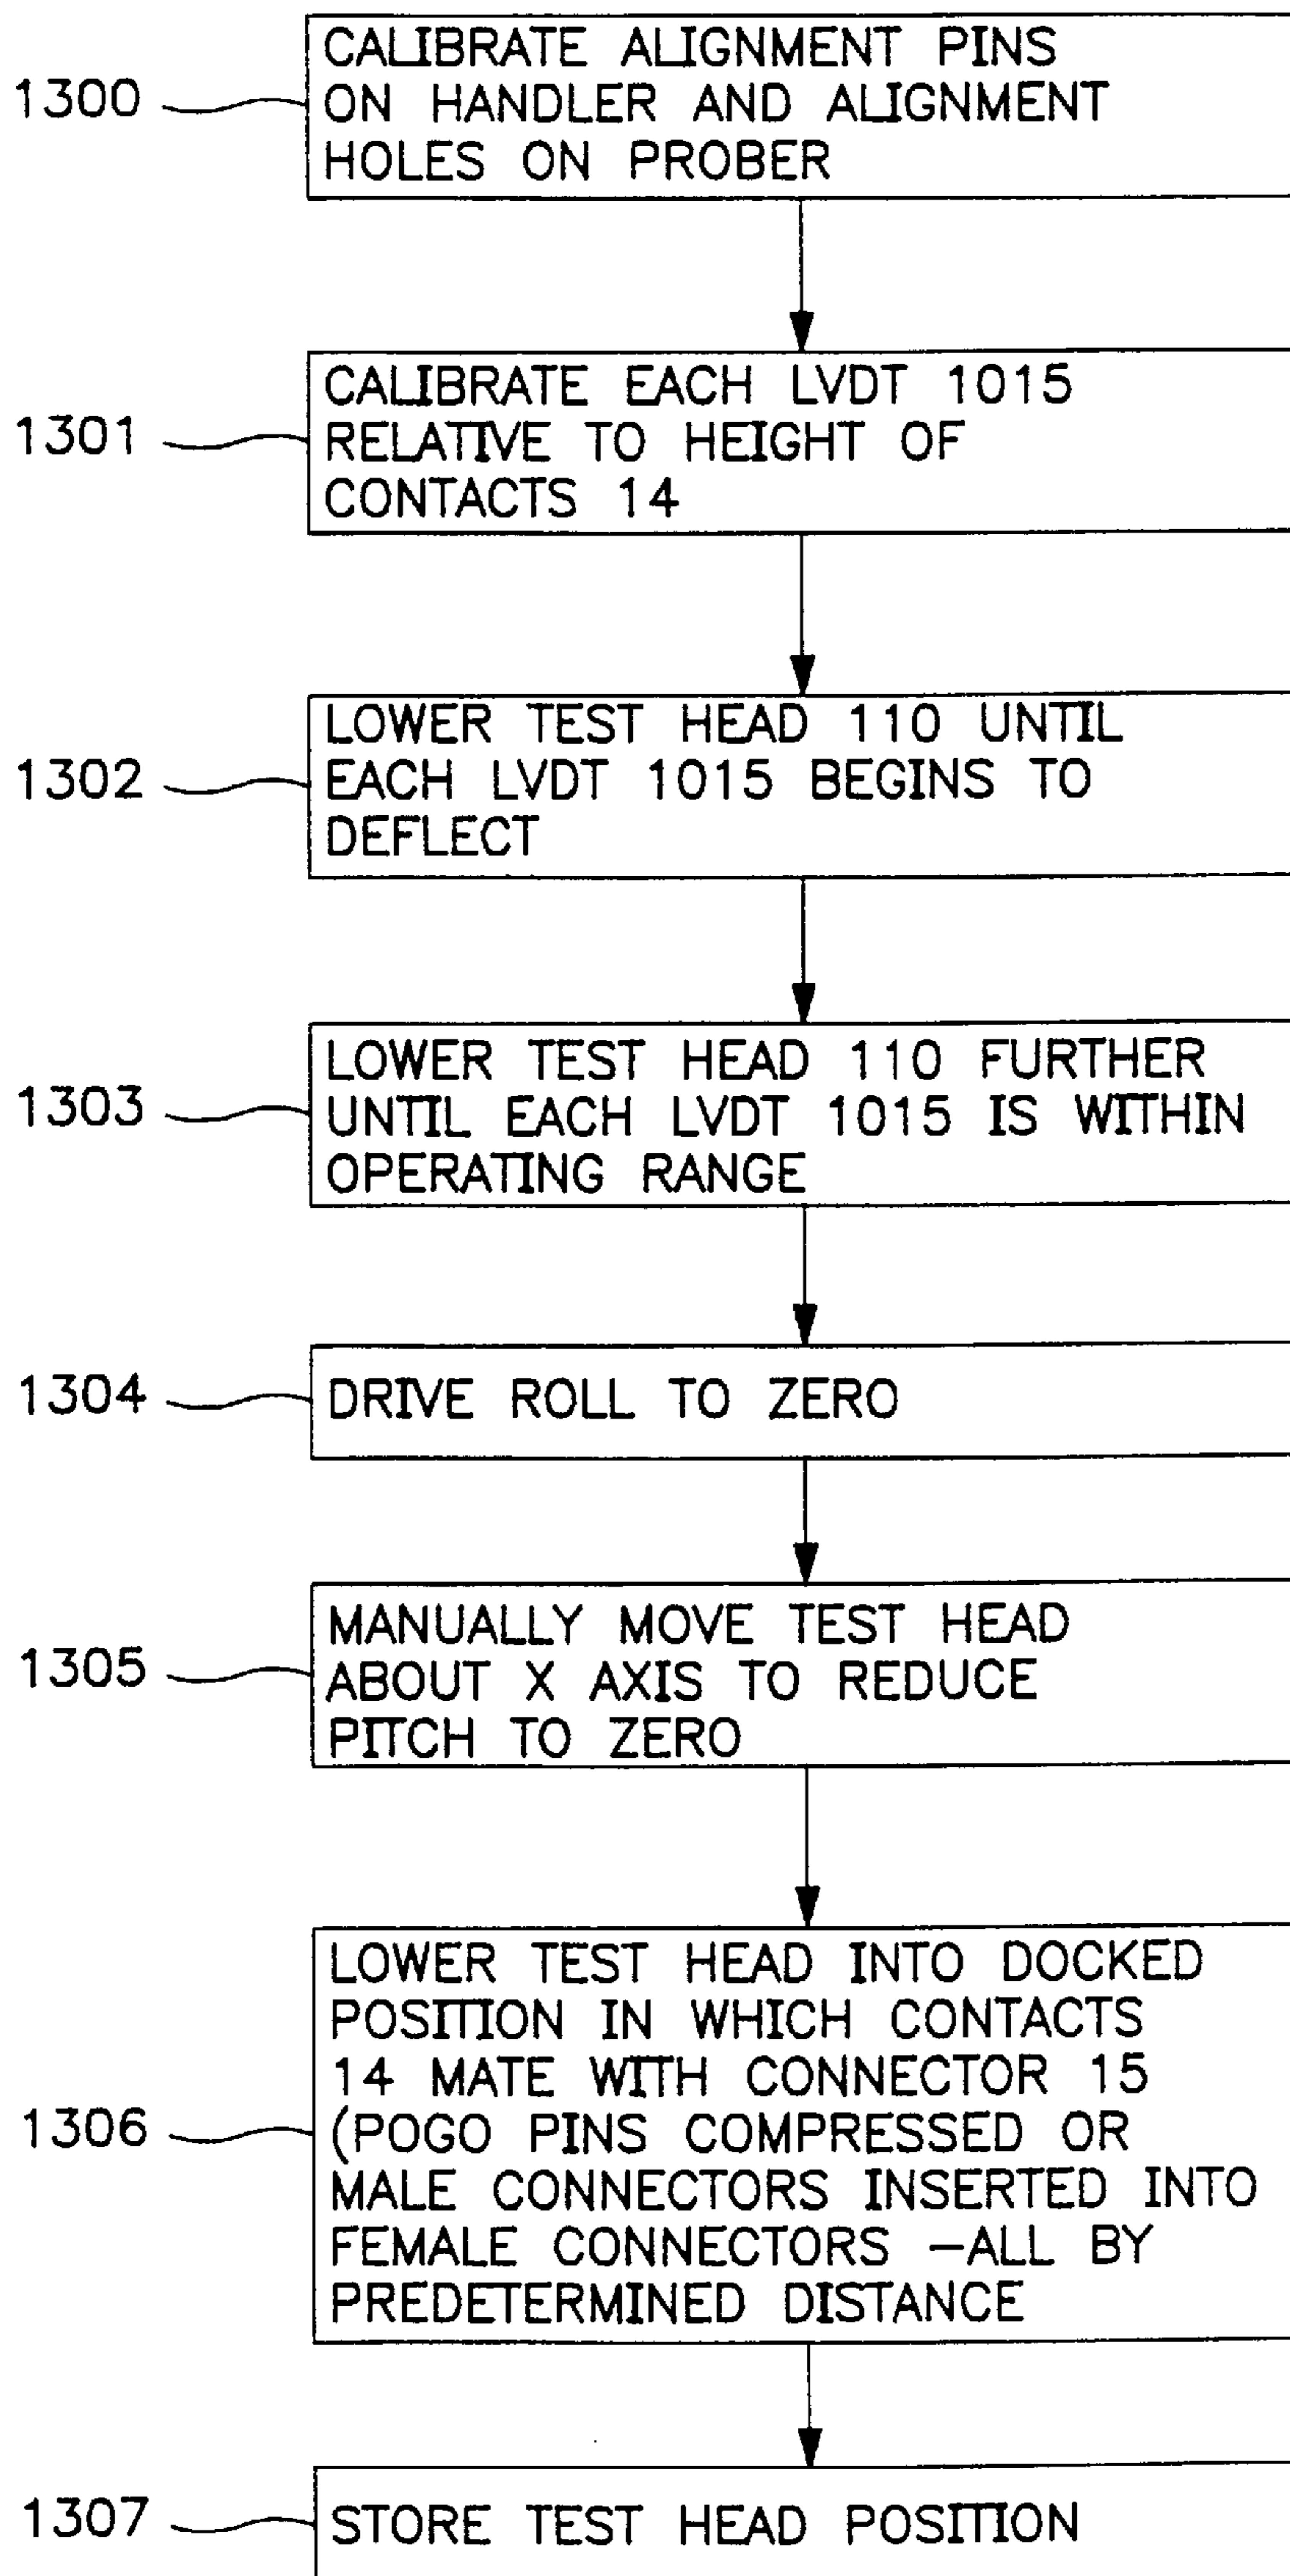 1300
CALIBRATE ALIGNMENT PINS
ON HANDLER AND ALIGNMENT
HOLES ON PROBER
1301
CALIBRATE EACH LVDT 1015
RELATIVE TO HEIGHT OF
CONTACTS 14
1302
LOWER TEST HEAD 110 UNTIL
EACH LVDT 1015 BEGINS TO
DEFLECT
1303
LOWER TEST HEAD 110 FURTHER
UNTIL EACH LVDT 1015 IS WITHIN
OPERATING RANGE
1304
DRIVE ROLL TO ZERO
1305
MANUALLY MOVE TEST HEAD
ABOUT X AXIS TO REDUCE
PITCH TO ZERO
1306
LOWER TEST HEAD INTO DOCKED
POSITION IN WHICH CONTACTS
14 MATE WITH CONNECTOR 15
(POGO PINS COMPRESSED OR
MALE CONNECTORS INSERTED INTO
FEMALE CONNECTORS –ALL BY
PREDETERMINED DISTANCE
1307
STORE TEST HEAD POSITION